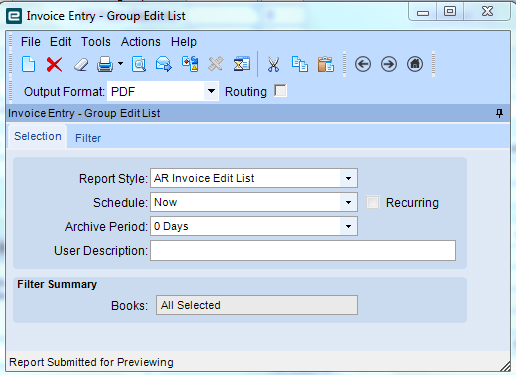 Invoice Entry - Group Edit List
File Edit Tools Actions Help
Output Format: PDF Routing
Invoice Entry - Group Edit List
Selection Filter
Report Style: AR Invoice Edit List
Schedule: Now Recurring
Archive Period: 0 Days
User Description:
Filter Summary
Books: All Selected
Report Submitted for Previewing